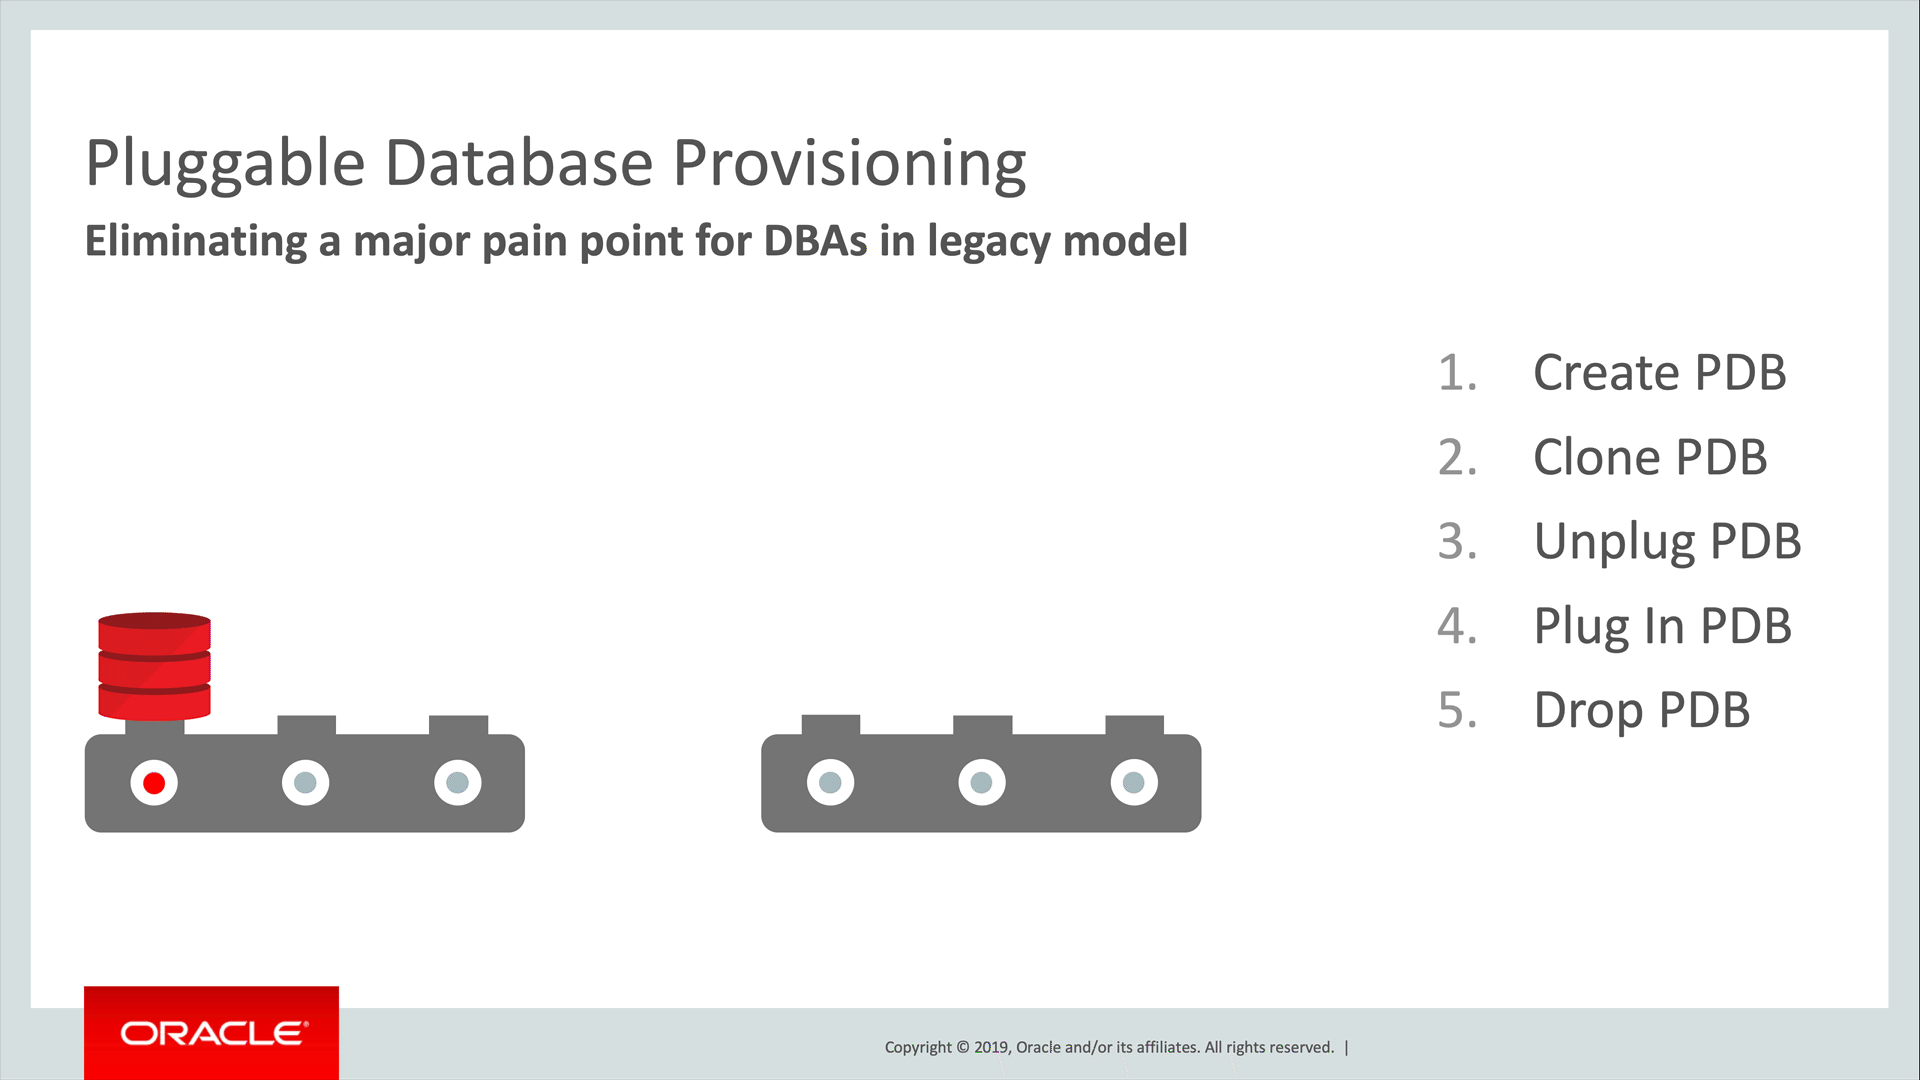 Pluggable Database Provisioning
Eliminating a major pain point for DBAs in legacy model
1. Create PDB
2. Clone PDB
3. Unplug PDB
4. Plug In PDB
5. Drop PDB
ORACLE®
Copyright © 2019, Oracle and/or its affiliates. All rights reserved. |